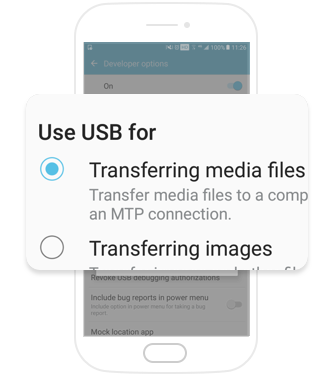 100% 11:26
Developer options
On
Use USB for
Transferring media files
Transfer media files to a comp
an MTP connection.
Transferring images
Revoke USB debugging authorizations
Include bug reports in power menu
Include option in power menu for taking a bug
report
Mock location app